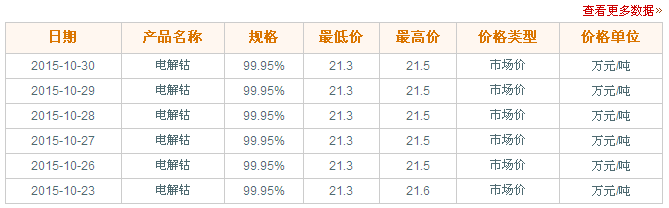 查看更多数据»
日期 产品名称 规格 最低价 最高价 价格类型 价格单位
2015-10-30 电解钴 99.95% 21.3 21.5 市场价 万元/吨
2015-10-29 电解钴 99.95% 21.3 21.5 市场价 万元/吨
2015-10-28 电解钴 99.95% 21.3 21.5 市场价 万元/吨
2015-10-27 电解钴 99.95% 21.3 21.5 市场价 万元/吨
2015-10-26 电解钴 99.95% 21.3 21.5 市场价 万元/吨
2015-10-23 电解钴 99.95% 21.3 21.6 市场价 万元/吨